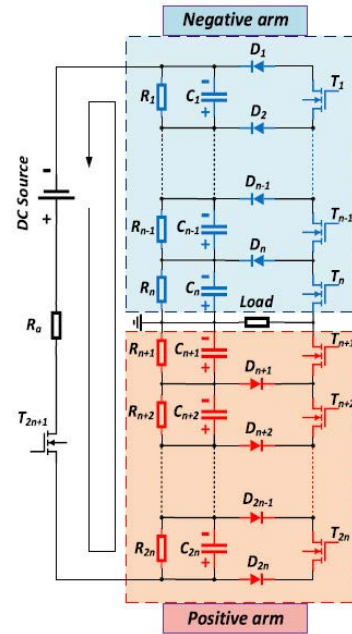 Negative arm
D1
T1
R1
C1
D2
DC Source
Dn-1
Rn-1
Cn-1
Tn-1
Dn
Rn
Cn
Tn
Load
Ra
Rn+1
Cn+1
Tn+1
Dn+1
T2n+1
Rn+2
Cn+2
Tn+2
Dn+2
D2n-1
R2n
C2n
T2n
D2n
Positive arm